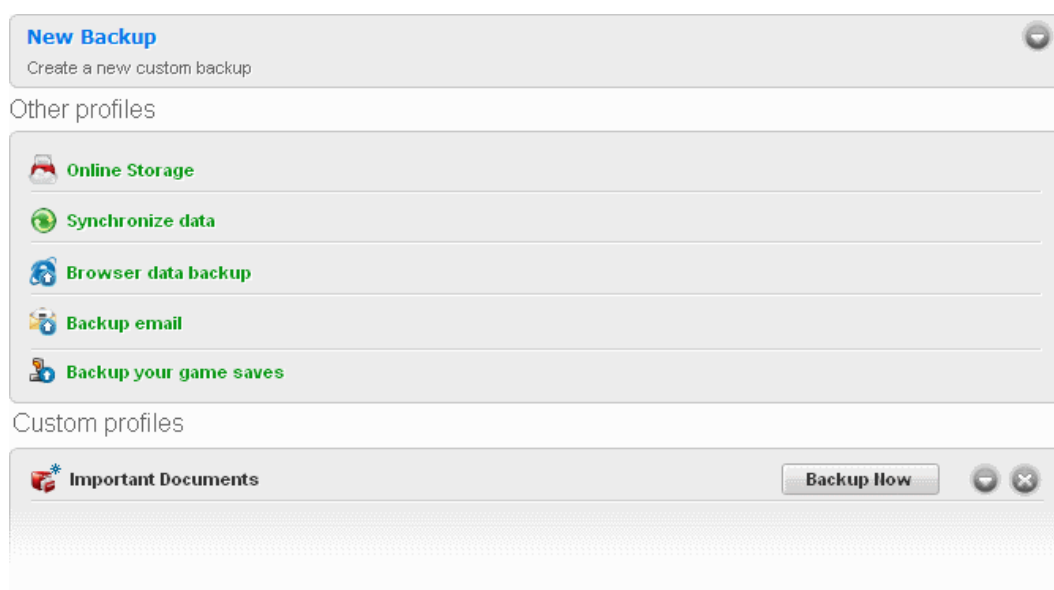 New Backup
Create a new custom backup
Other profiles
Online Storage
Synchronize data
Browser data backup
Backup email
Backup your game saves
Custom profiles
Important Documents
Backup Now